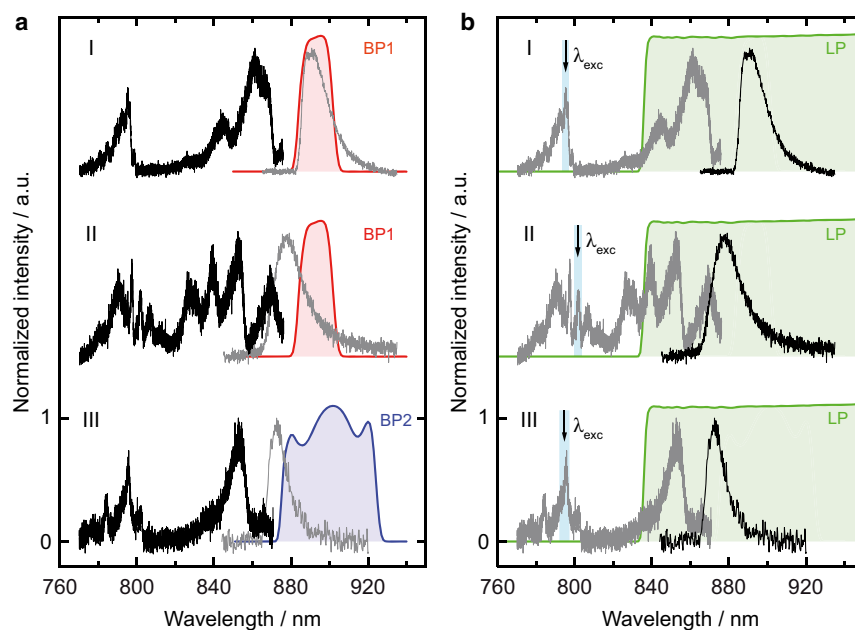 a
b
I
BP1
I
λexc
LP
II
BP1
II
λexc
LP
III
BP2
III
λexc
LP
Normalized intensity / a.u.
Normalized intensity / a.u.
1
0
1
0
760 800 840 880 920
760 800 840 880 920
Wavelength / nm
Wavelength / nm